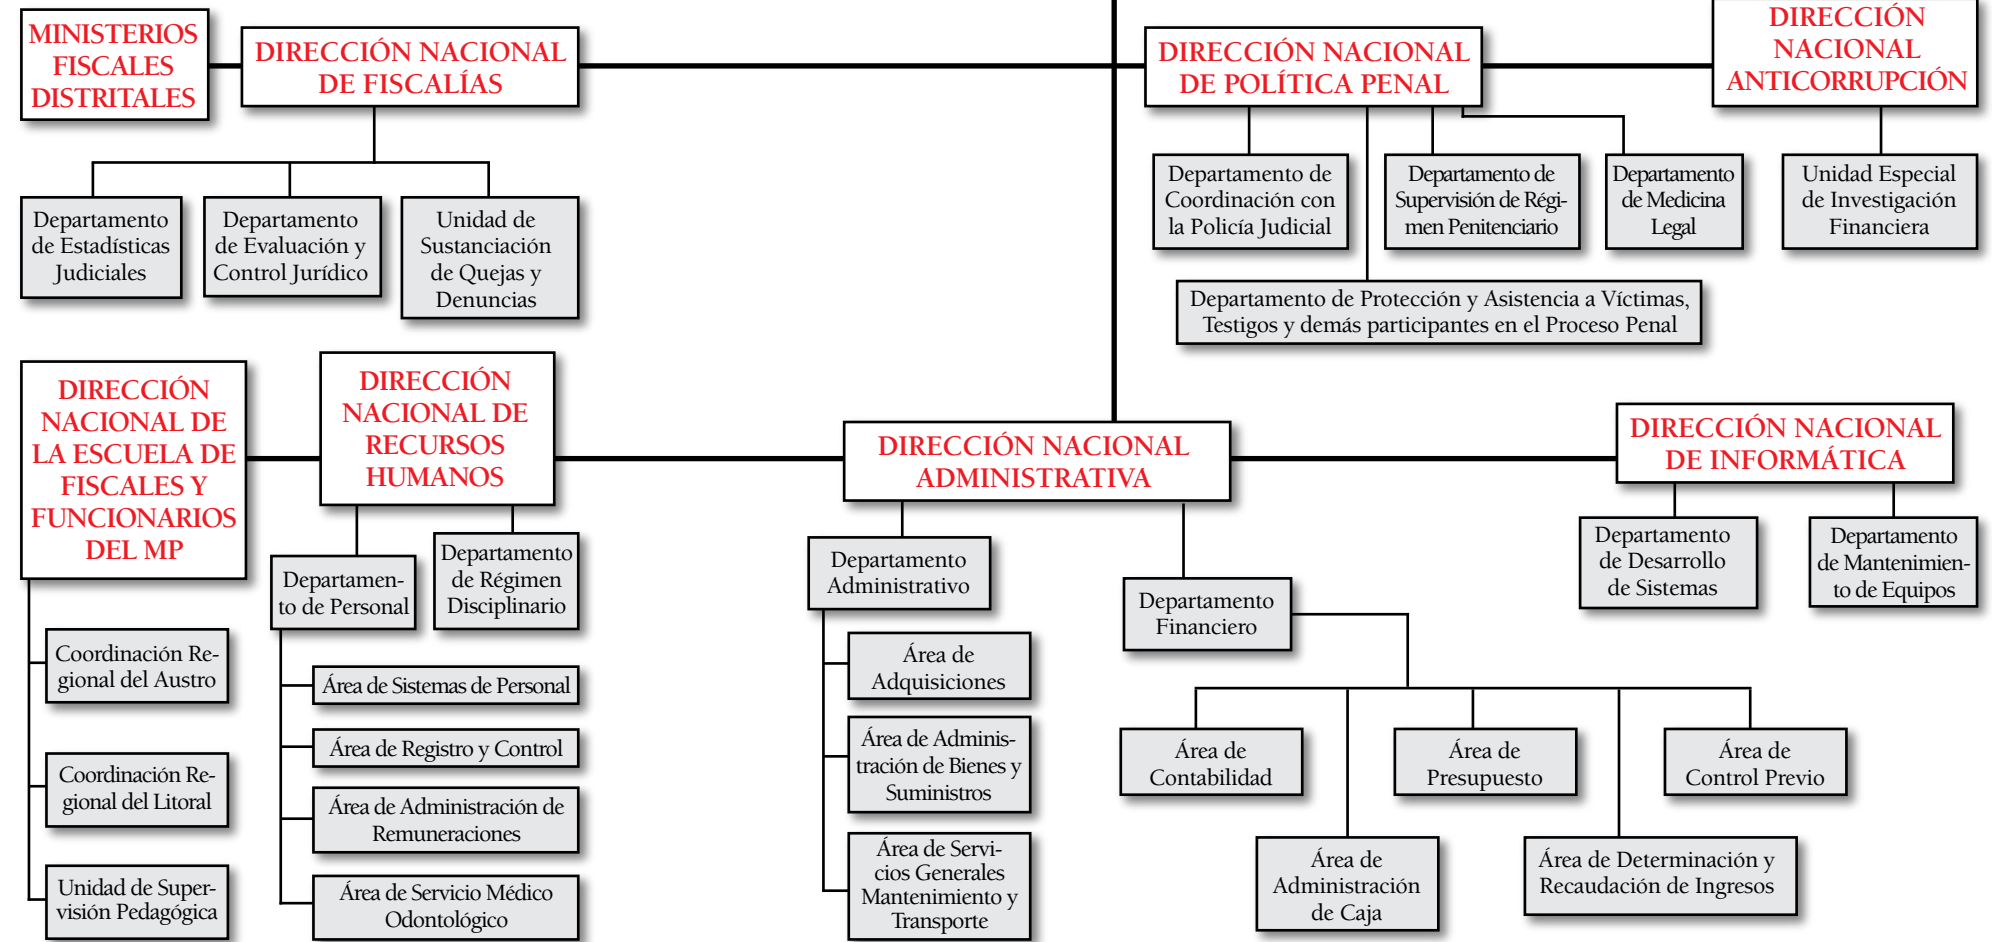 MINISTERIOS
FISCALES
DISTRITALES
DIRECCIÓN NACIONAL
DE FISCALÍAS
DIRECCIÓN NACIONAL
DE POLÍTICA PENAL
DIRECCIÓN
NACIONAL
ANTICORRUPCIÓN
Departamento
de Estadísticas
Judiciales
Departamento
de Evaluación y
Control Jurídico
Unidad de
Sustanciación
de Quejas y
Denuncias
Departamento de
Coordinación con
la Policía Judicial
Departamento de
Supervisión de Régi-
men Penitenciario
Departamento
de Medicina
Legal
Unidad Especial
de Investigación
Financiera
Departamento de Protección y Asistencia a Víctimas,
Testigos y demás participantes en el Proceso Penal
DIRECCIÓN
NACIONAL DE
LA ESCUELA DE
FISCALES Y
FUNCIONARIOS
DEL MP
DIRECCIÓN
NACIONAL DE
RECURSOS
HUMANOS
DIRECCIÓN NACIONAL
ADMINISTRATIVA
DIRECCIÓN NACIONAL
DE INFORMÁTICA
Coordinación Re-
gional del Austro
Coordinación Re-
gional del Litoral
Unidad de Super-
visión Pedagógica
Departamen-
to de Personal
Departamento
de Régimen
Disciplinario
Área de Sistemas de Personal
Área de Registro y Control
Área de Administración de
Remuneraciones
Área de Servicio Médico
Odontológico
Departamento
Administrativo
Área de
Adquisiciones
Área de Adminis-
tración de Bienes y
Suministros
Área de Servi-
cios Generales
Mantenimiento y
Transporte
Departamento
Financiero
Área de
Contabilidad
Área de
Administración
de Caja
Área de
Presupuesto
Área de Determinación y
Recaudación de Ingresos
Área de
Control Previo
Departamento
de Desarrollo
de Sistemas
Departamento
de Mantenimien-
to de Equipos